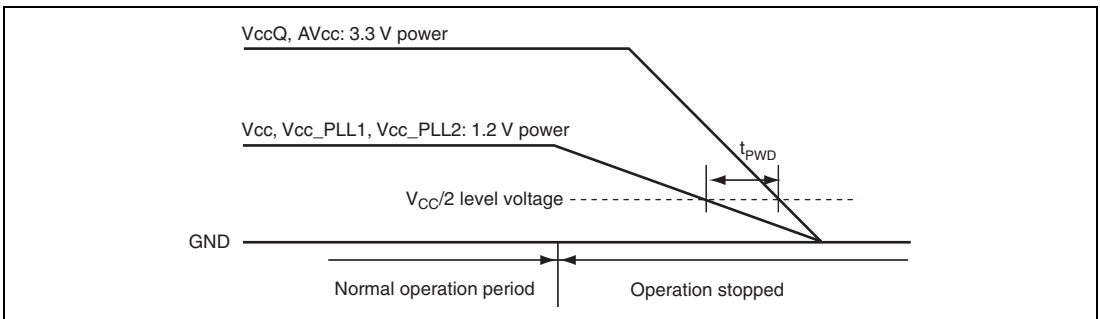 VccQ, AVcc: 3.3 V power
Vcc, Vcc_PLL1, Vcc_PLL2: 1.2 V power
tPWD
VCC/2 level voltage
GND
Normal operation period
Operation stopped